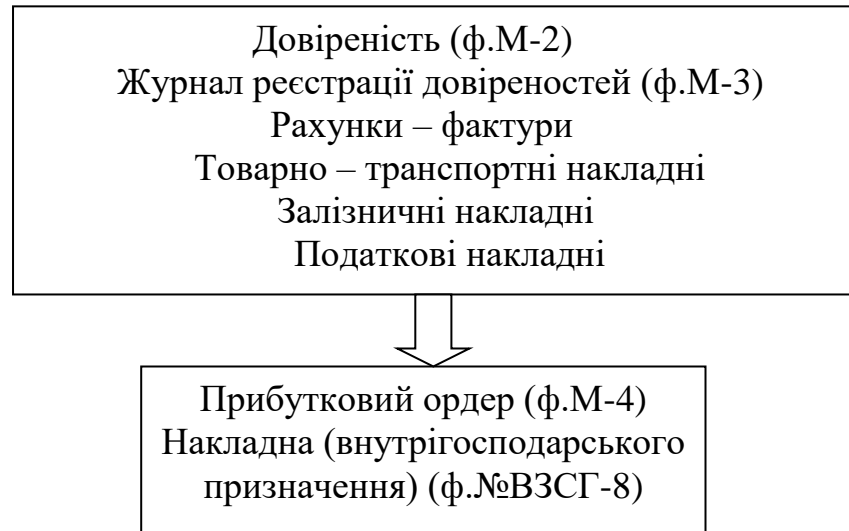 Довіреність (ф.М-2)
Журнал реєстрації довіреностей (ф.М-3)
Рахунки – фактури
Товарно – транспортні накладні
Залізничні накладні
Податкові накладні
Прибутковий ордер (ф.М-4)
Накладна (внутрігосподарського
призначення) (ф.№ВЗСГ-8)